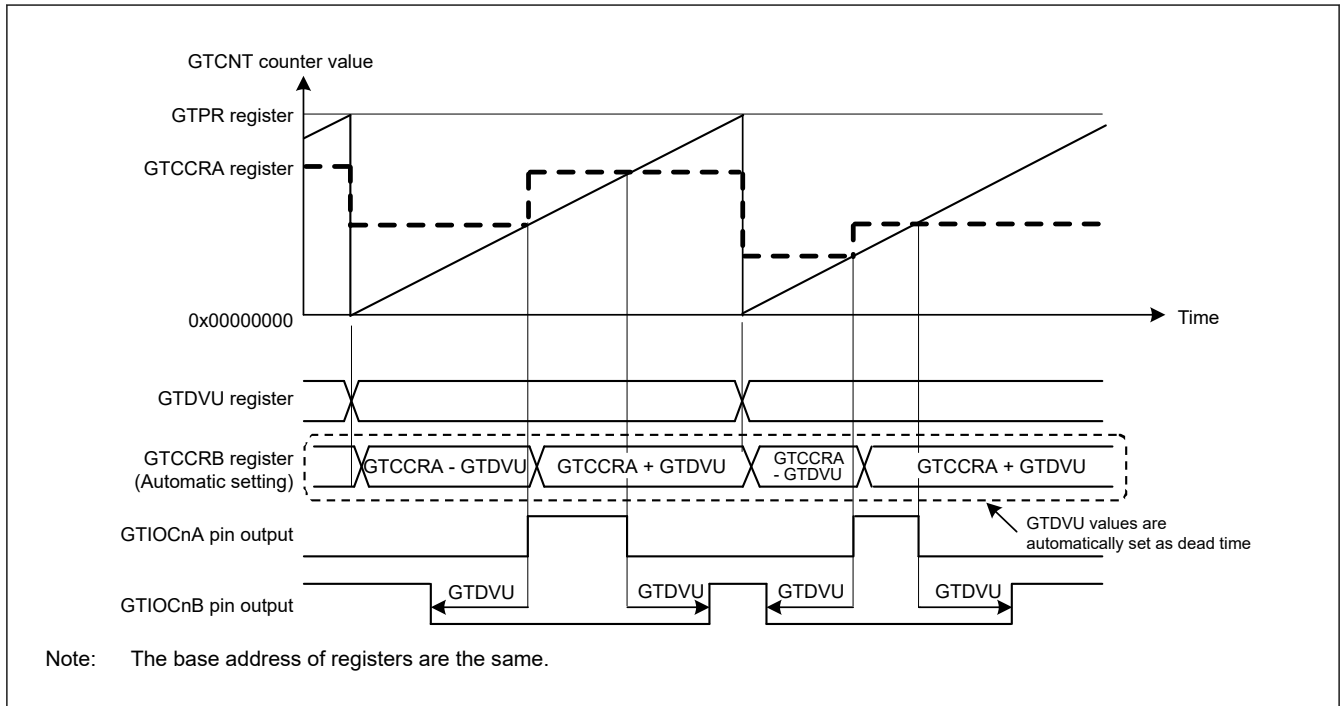 GTCNT counter value
GTPR register
GTCCRA register
0x00000000
Time
GTDVU register
GTCCRB register
(Automatic setting)
GTCCRA - GTDVU
GTCCRA + GTDVU
GTCCRA
- GTDVU
GTCCRA + GTDVU
GTDVU values are
automatically set as dead time
GTIOCnA pin output
GTIOCnB pin output
GTDVU
GTDVU
GTDVU
GTDVU
Note: The base address of registers are the same.